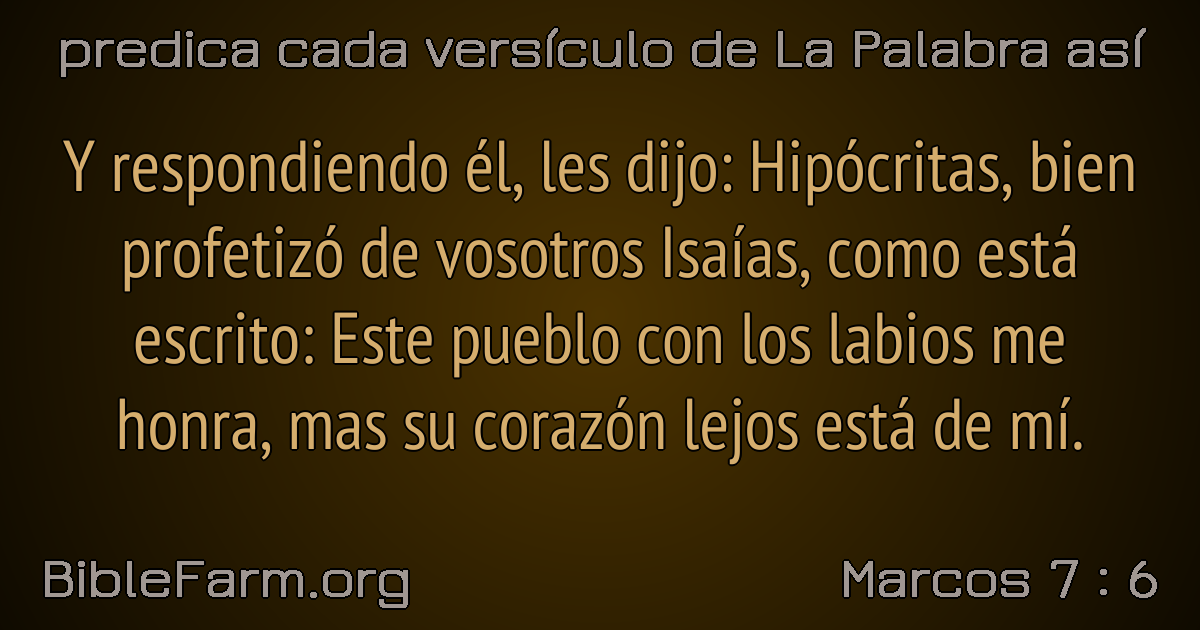 predica cada versículo de La Palabra así
Y respondiendo él, les dijo: Hipócritas, bien
profetizó de vosotros Isaías, como está
escrito: Este pueblo con los labios me
honra, mas su corazón lejos está de mí.
BibleFarm.org
Marcos 7 : 6